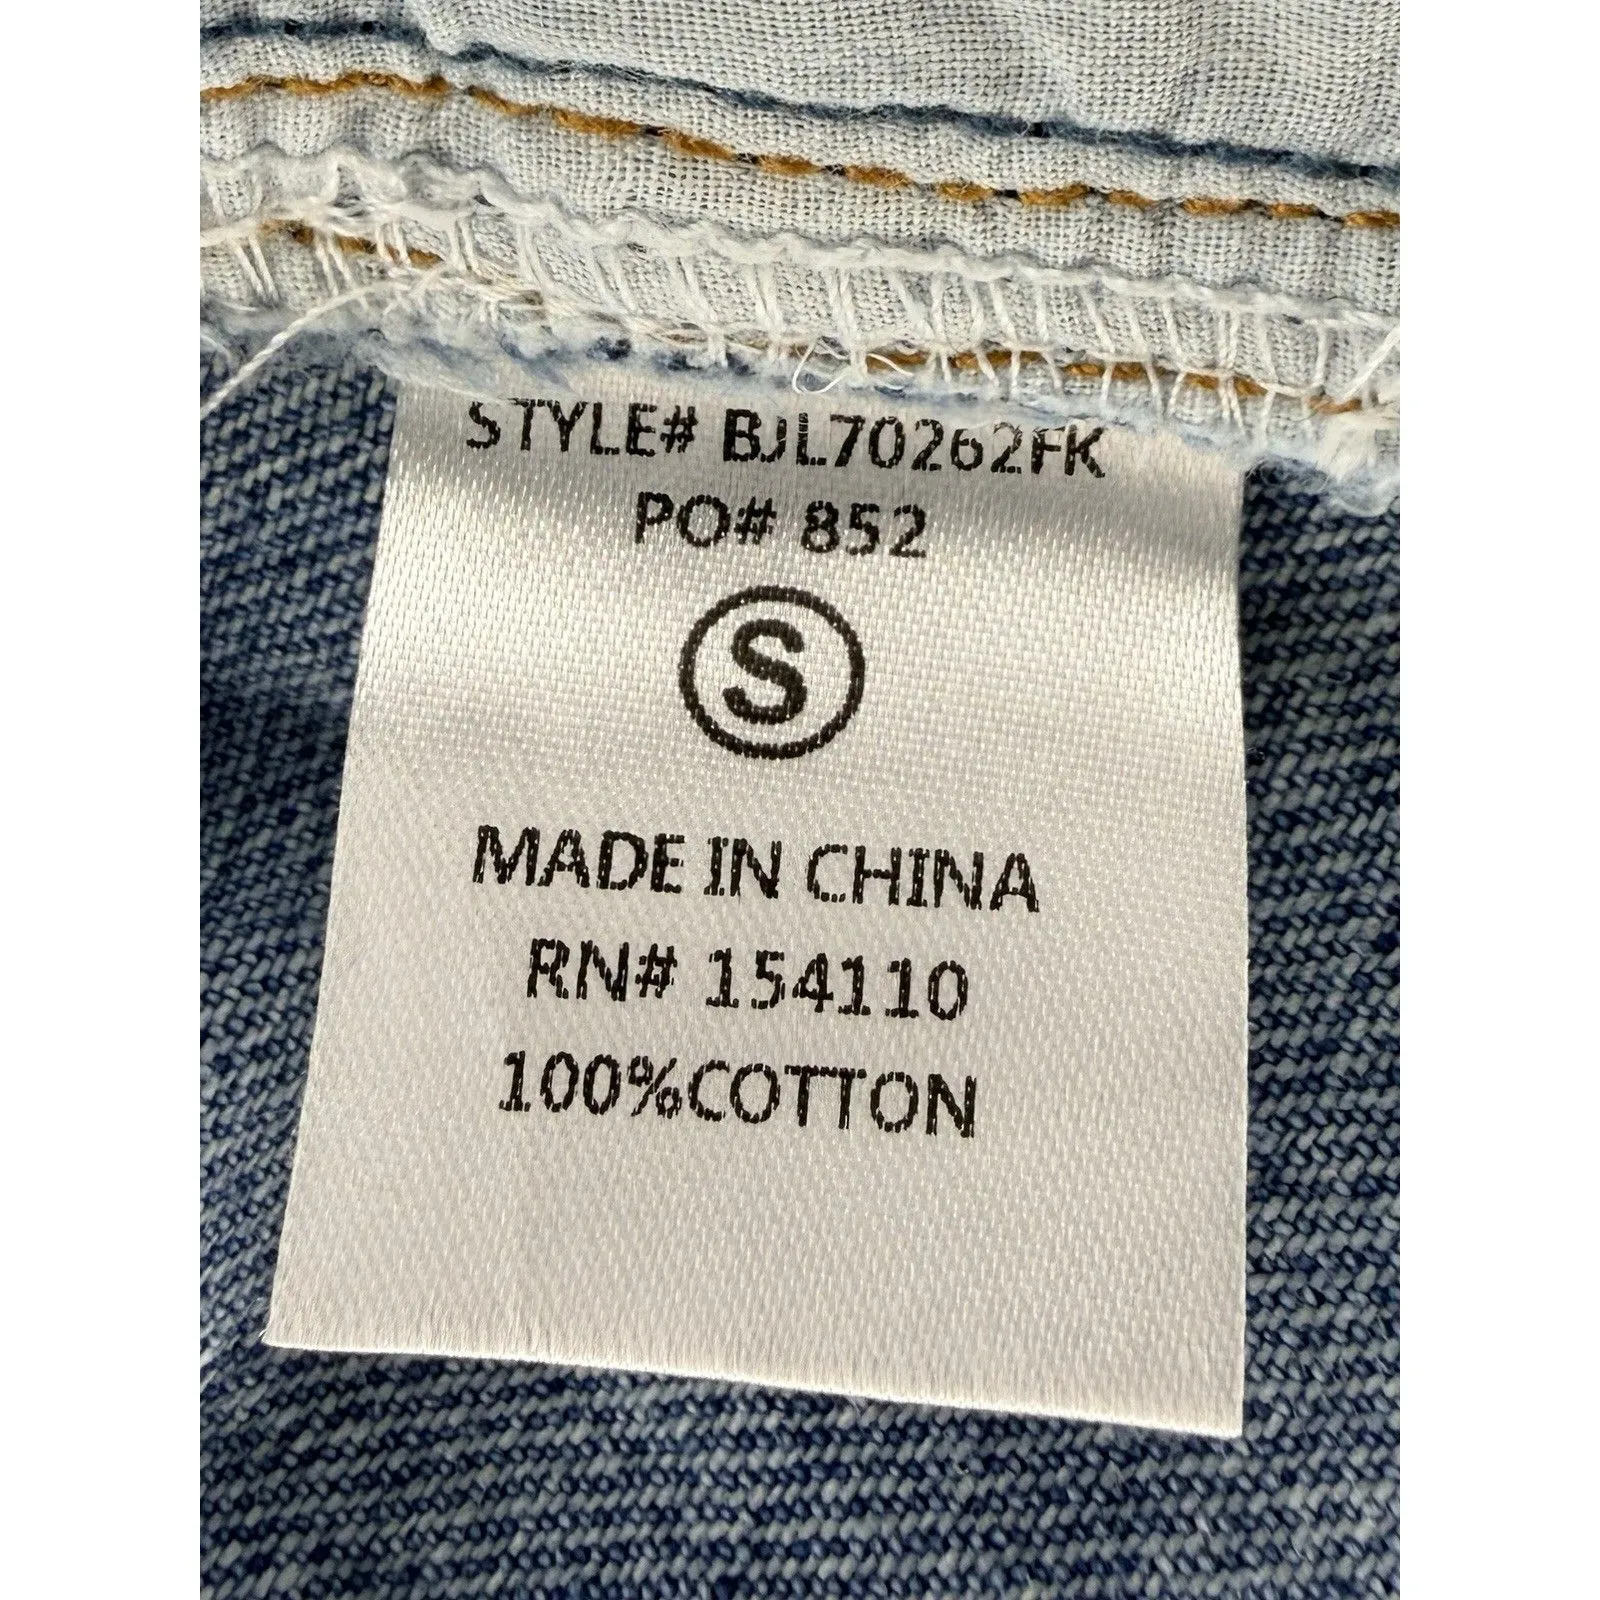 STYLE# BJL70262FK
PO# 852
S
MADE IN CHINA
RN# 154110
100%COTTON